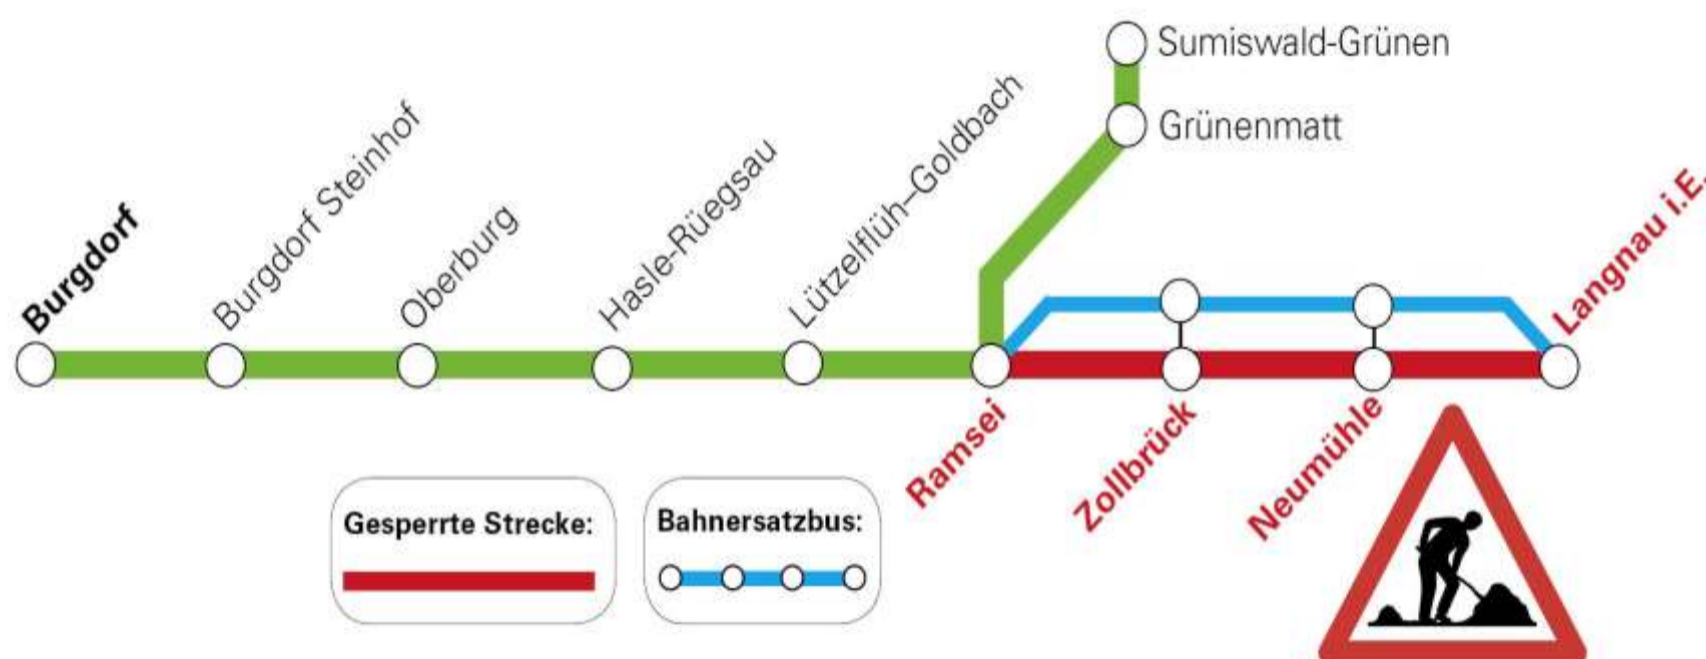 Sumiswald-Grünen
Grünenmatt
Burgdorf
Burgdorf Steinhof
Oberburg
Hasle-Rüegsau
Lützelflüh–Goldbach
Langnau i.E.
Ramsei
Zollbrück
Neumühle
Gesperrte Strecke:
Bahnersatzbus: